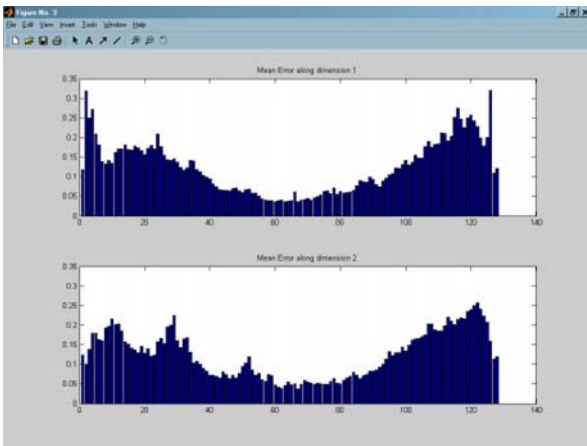 Figure No. 3
File Edit View Insert Tools Window Help
Mean Error along dimension 1
0.35
0.3
0.25
0.2
0.15
0.1
0.05
0
0 20 40 60 80 100 120 140
Mean Error along dimension 2
0.35
0.3
0.25
0.2
0.15
0.1
0.05
0
0 20 40 60 80 100 120 140